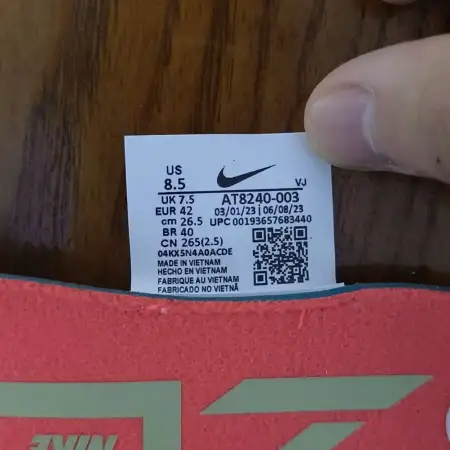 US
8.5 VJ
UK 7.5 AT8240-003
EUR 42 03/01/23 | 06/08/23
cm 26.5 UPC 00193657683440
BR 40
CN 265(2.5)
04KX5N4A0ACDE
MADE IN VIETNAM
HECHO EN VIETNAM
FABRIQUE AU VIETNAM
FABRICADO NO VIETNÃ
NIKE